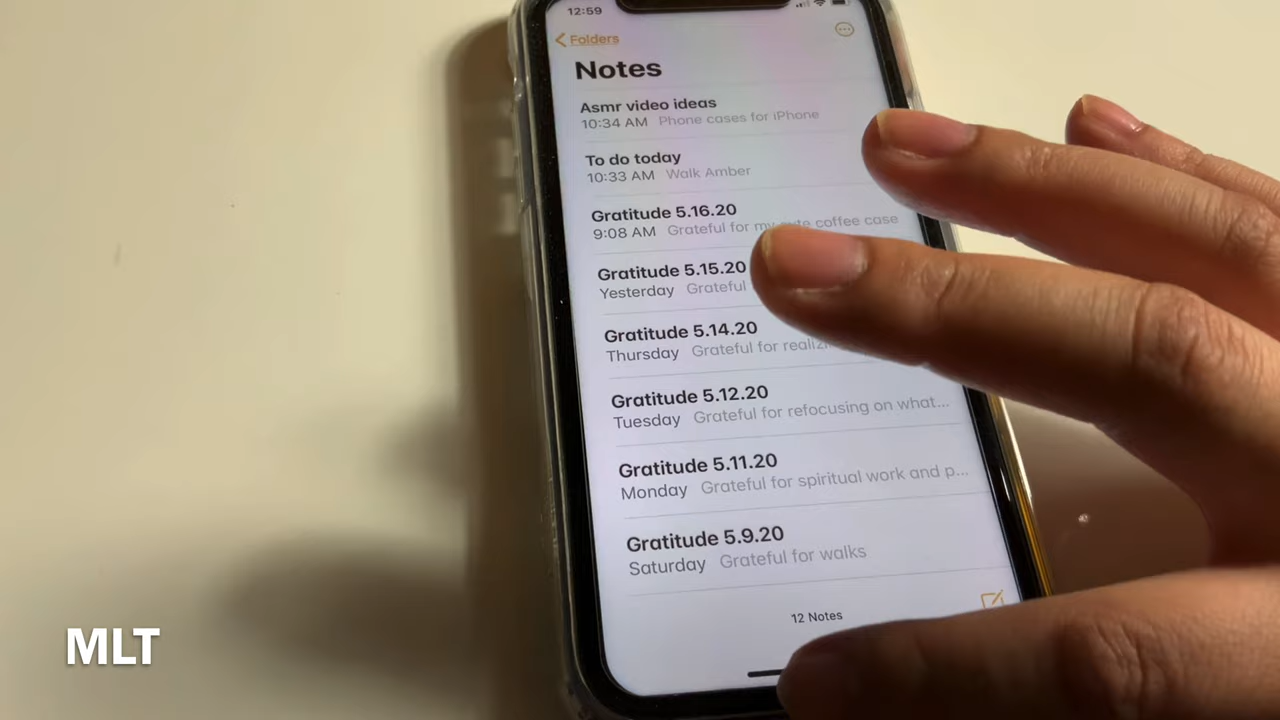 12:59
Folders
Notes
Asmr video ideas
10:34 AM Phone cases for iPhone
To do today
10:33 AM Walk Amber
Gratitude 5.16.20
9:08 AM Grateful for my cute coffee case
Gratitude 5.15.20
Yesterday Grateful
Gratitude 5.14.20
Thursday Grateful for
Gratitude 5.12.20
Tuesday Grateful for refocusing on what...
Gratitude 5.11.20
Monday Grateful for spiritual work and p...
Gratitude 5.9.20
Saturday Grateful for walks
12 Notes
MLT